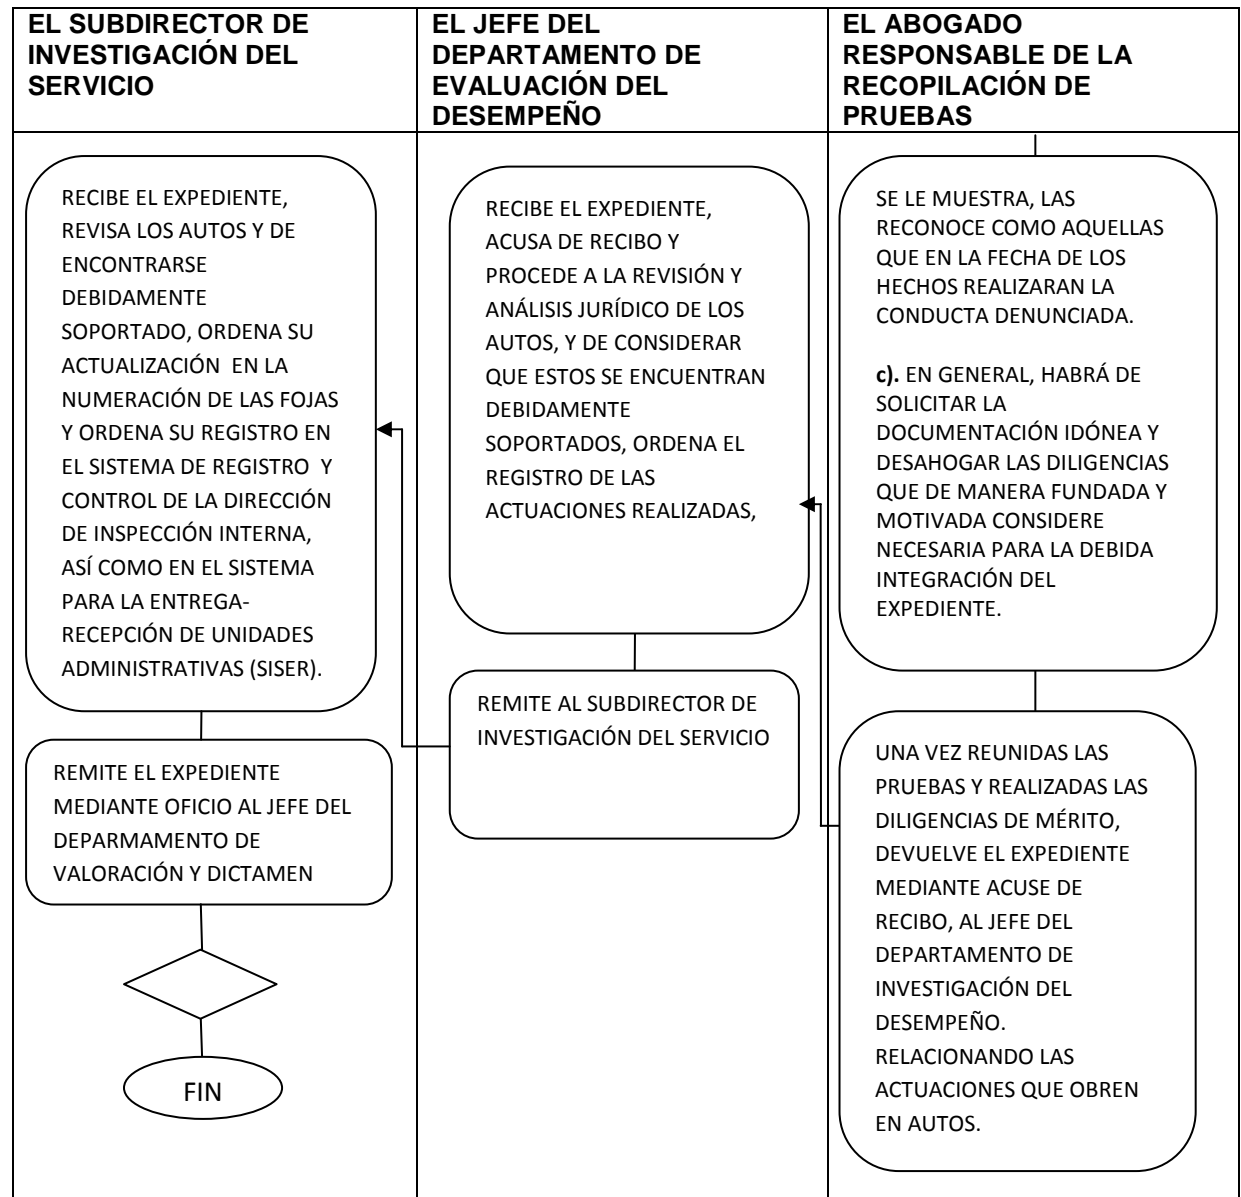 EL SUBDIRECTOR DE
INVESTIGACIÓN DEL
SERVICIO
EL JEFE DEL
DEPARTAMENTO DE
EVALUACIÓN DEL
DESEMPEÑO
EL ABOGADO
RESPONSABLE DE LA
RECOPILACIÓN DE
PRUEBAS
RECIBE EL EXPEDIENTE,
REVISA LOS AUTOS Y DE
ENCONTRARSE
DEBIDAMENTE
SOPORTADO, ORDENA SU
ACTUALIZACIÓN EN LA
NUMERACIÓN DE LAS FOJAS
Y ORDENA SU REGISTRO EN
EL SISTEMA DE REGISTRO Y
CONTROL DE LA DIRECCIÓN
DE INSPECCIÓN INTERNA,
ASÍ COMO EN EL SISTEMA
PARA LA ENTREGA-
RECEPCIÓN DE UNIDADES
ADMINISTRATIVAS (SISER).
REMITE EL EXPEDIENTE
MEDIANTE OFICIO AL JEFE DEL
DEPARMAMENTO DE
VALORACIÓN Y DICTAMEN
FIN
RECIBE EL EXPEDIENTE,
ACUSA DE RECIBO Y
PROCEDE A LA REVISIÓN Y
ANÁLISIS JURÍDICO DE LOS
AUTOS, Y DE CONSIDERAR
QUE ESTOS SE ENCUENTRAN
DEBIDAMENTE
SOPORTADOS, ORDENA EL
REGISTRO DE LAS
ACTUACIONES REALIZADAS,
REMITE AL SUBDIRECTOR DE
INVESTIGACIÓN DEL SERVICIO
SE LE MUESTRA, LAS
RECONOCE COMO AQUELLAS
QUE EN LA FECHA DE LOS
HECHOS REALIZARAN LA
CONDUCTA DENUNCIADA.
c). EN GENERAL, HABRÁ DE
SOLICITAR LA
DOCUMENTACIÓN IDÓNEA Y
DESAHOGAR LAS DILIGENCIAS
QUE DE MANERA FUNDADA Y
MOTIVADA CONSIDERE
NECESARIA PARA LA DEBIDA
INTEGRACIÓN DEL
EXPEDIENTE.
UNA VEZ REUNIDAS LAS
PRUEBAS Y REALIZADAS LAS
DILIGENCIAS DE MÉRITO,
DEVUELVE EL EXPEDIENTE
MEDIANTE ACUSE DE
RECIBO, AL JEFE DEL
DEPARTAMENTO DE
INVESTIGACIÓN DEL
DESEMPEÑO.
RELACIONANDO LAS
ACTUACIONES QUE OBREN
EN AUTOS.